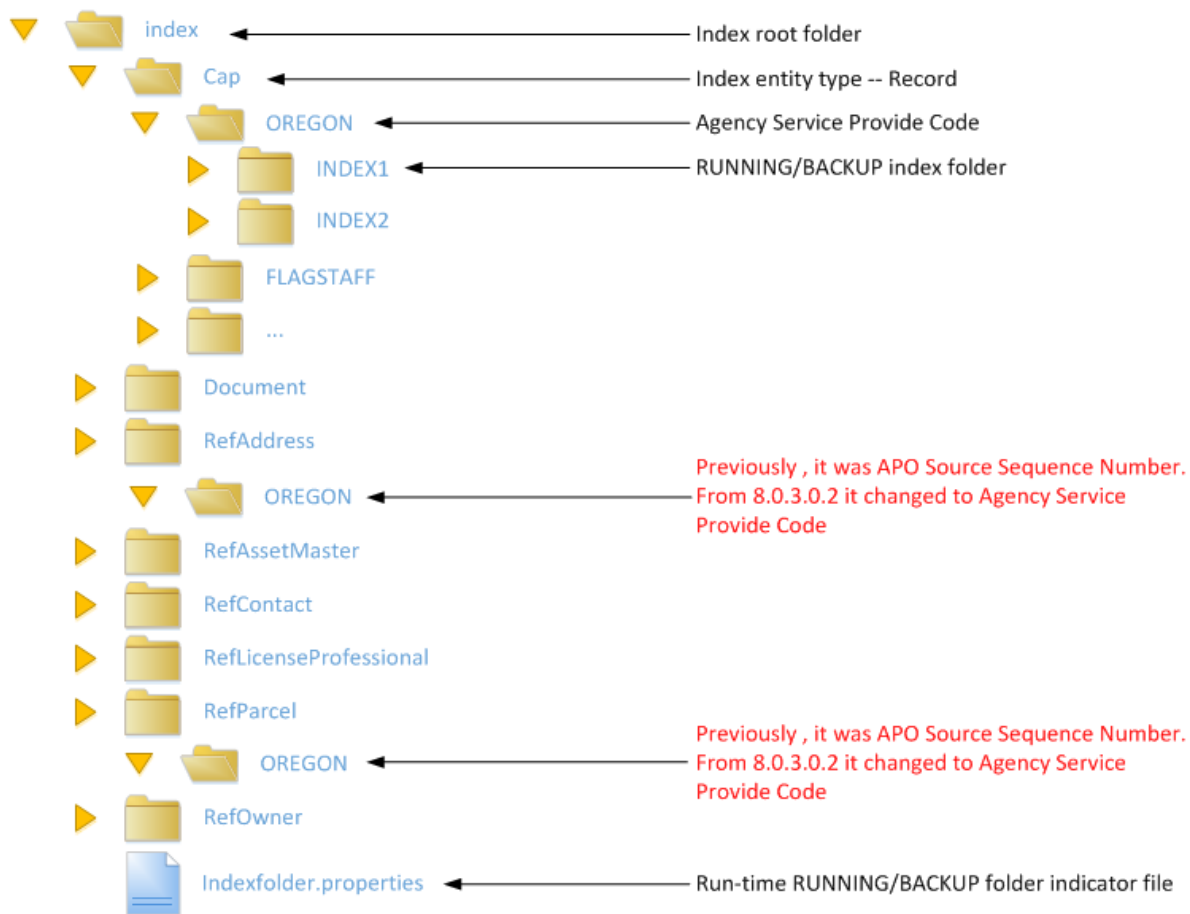 index
Index root folder
Cap
Index entity type -- Record
OREGON
Agency Service Provide Code
INDEX1
RUNNING/BACKUP index folder
INDEX2
FLAGSTAFF
...
Document
RefAddress
OREGON
Previously , it was APO Source Sequence Number.
From 8.0.3.0.2 it changed to Agency Service
Provide Code
RefAssetMaster
RefContact
RefLicenseProfessional
RefParcel
OREGON
Previously , it was APO Source Sequence Number.
From 8.0.3.0.2 it changed to Agency Service
Provide Code
RefOwner
Indexfolder.properties
Run-time RUNNING/BACKUP folder indicator file